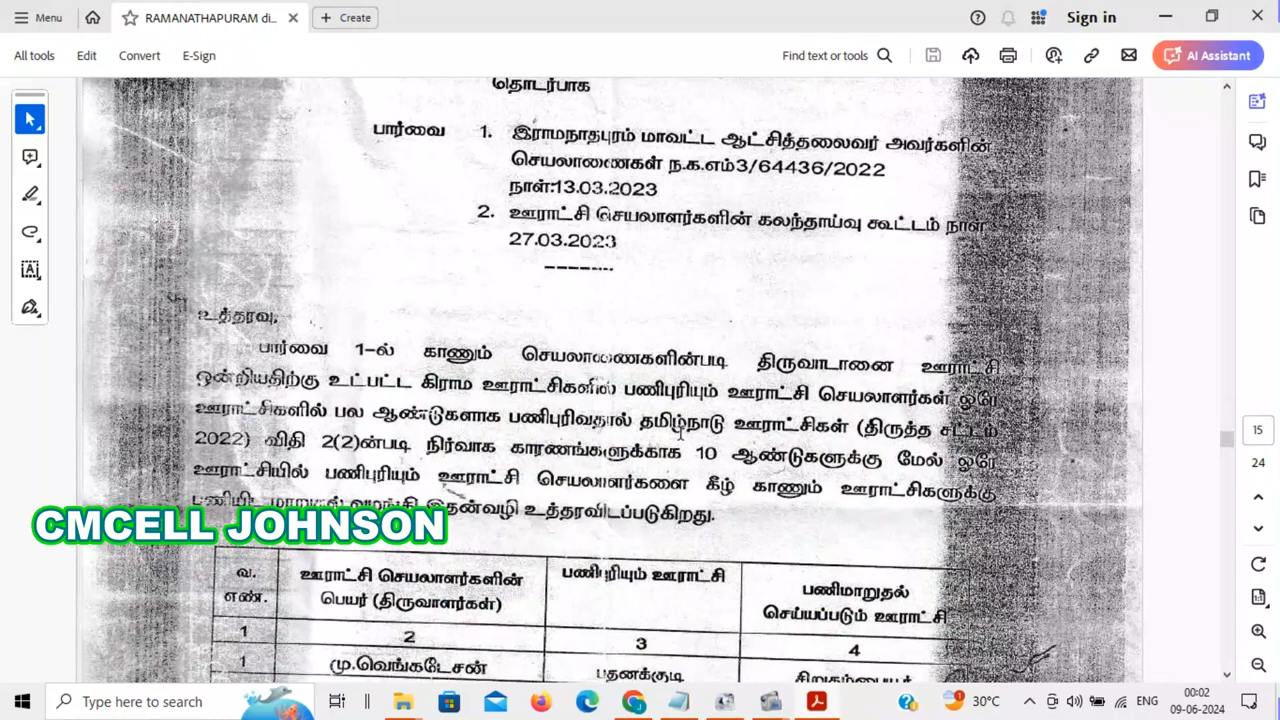 Menu
RAMANATHAPURAM di...
Create
Sign in
All tools
Edit
Convert
E-Sign
Find text or tools
AI Assistant
தொடர்பாக
பார்வை 1. இராமநாதபுரம் மாவட்ட ஆட்சித்தலைவர் அவர்களின்
செயலாணைகள் ந.க.எம்3/64436/2022
நாள்:13.03.2023
2. ஊராட்சி செயலாளர்களின் கலந்தாய்வு கூட்டம் நாள்
27.03.2023
-------
உத்தரவு,
பார்வை 1-ல் காணும் செயலாணைகளின்படி திருவாடானை ஊராட்சி
ஒன்றியதிற்கு உட்பட்ட கிராம ஊராட்சிகளில் பணிபுரியும் ஊராட்சி செயலாளர்கள் ஒரே
ஊராட்சிகளில் பல ஆண்டுகளாக பணிபுரிவதால் தமிழ்நாடு ஊராட்சிகள் (திருத்த சட்டம்
2022) விதி 2(2)ன்படி நிர்வாக காரணங்களுக்காக 10 ஆண்டுகளுக்கு மேல் ஒரே
ஊராட்சியில் பணிபுரியும் ஊராட்சி செயலாளர்களை கீழ் காணும் ஊராட்சிகளுக்கு
இதன்வழி உத்தரவிடப்படுகிறது.
CMCELL JOHNSON
வ. எண்.
ஊராட்சி செயலாளர்களின் பெயர் (திருவாளர்கள்)
பணிபுரியும் ஊராட்சி
பணிமாறுதல் செய்யப்படும் ஊராட்சி
1 2 3 4
1 மு.வெங்கடேசன் பதனக்குடி
15
24
Type here to search
30°C
ENG
00:02
09-06-2024